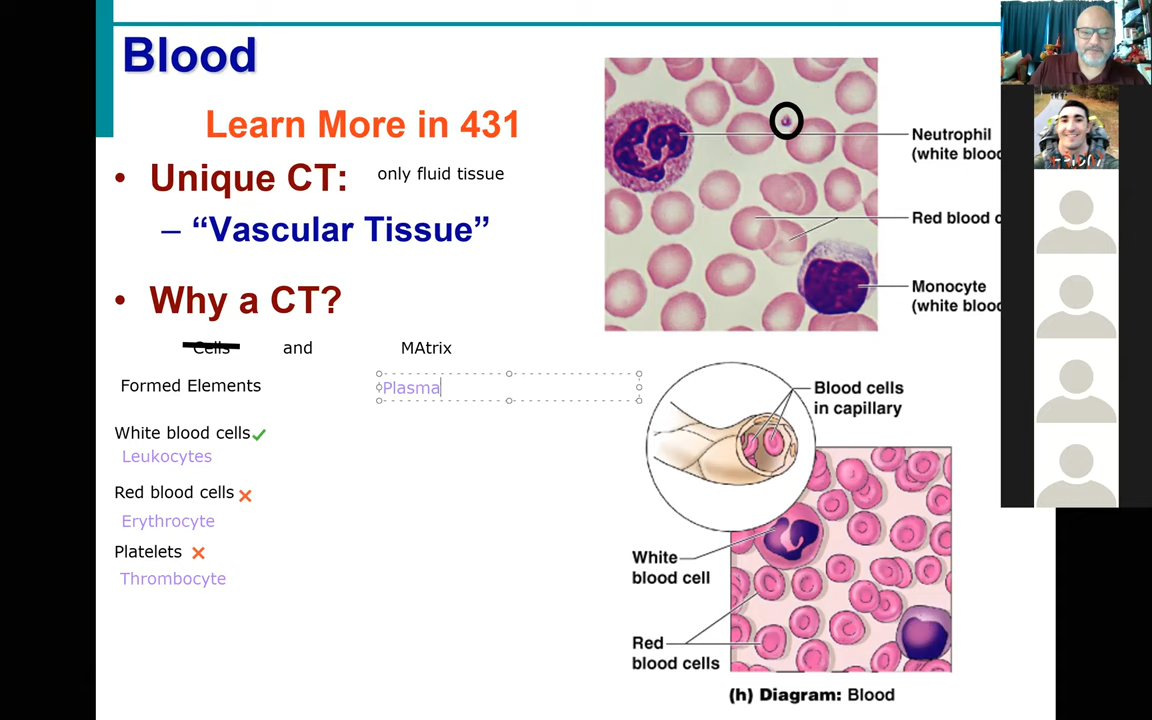 Blood
Learn More in 431
• Unique CT: only fluid tissue
– “Vascular Tissue”
• Why a CT?
Cells and MAtrix
Formed Elements
Plasma
White blood cells
Leukocytes
Red blood cells
Erythrocyte
Platelets
Thrombocyte
Neutrophil
(white blood
Red blood c
Monocyte
(white blood
Blood cells
in capillary
White
blood cell
Red
blood cells
(h) Diagram: Blood